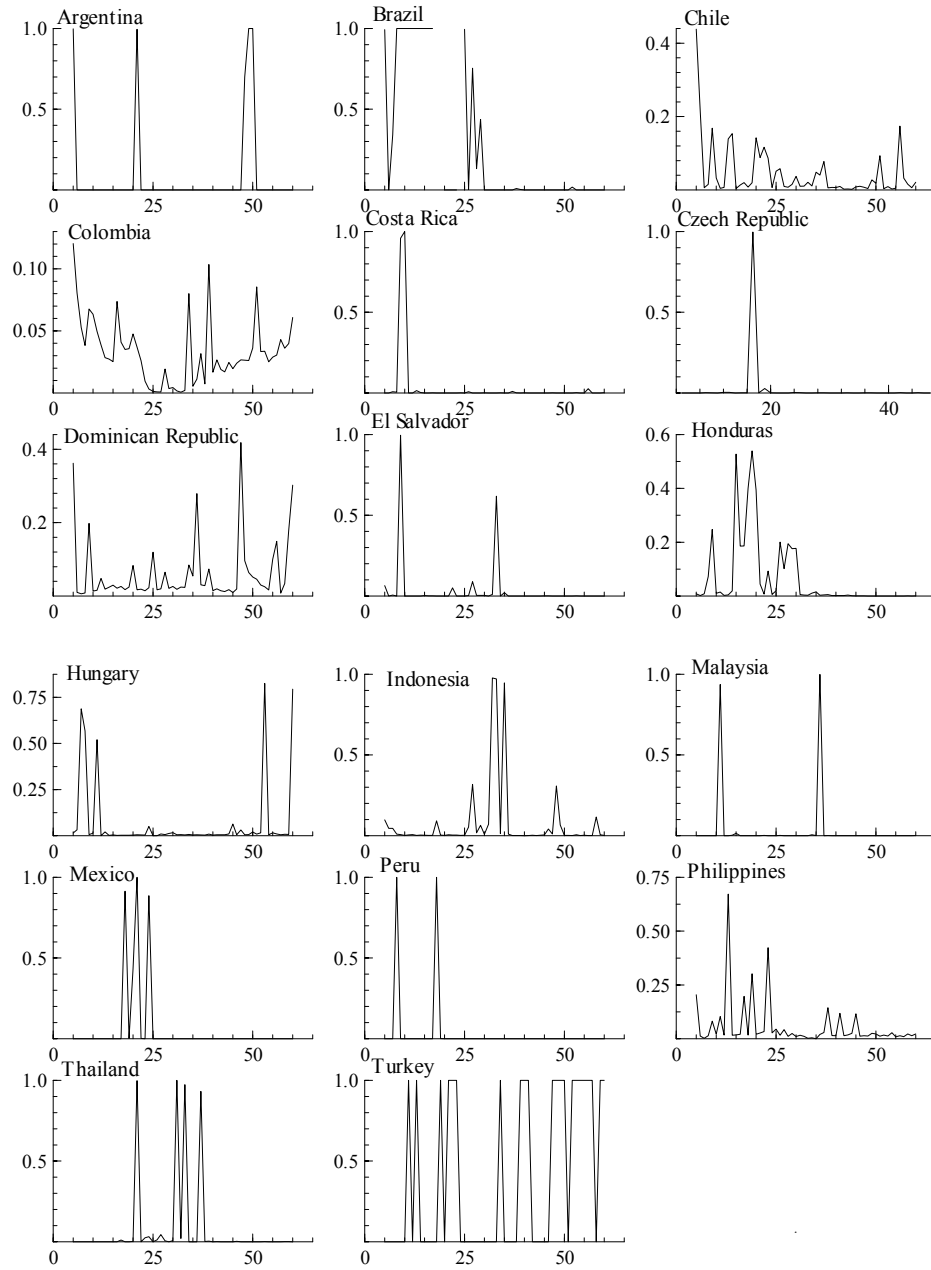 Argentina
1.0
0.5
0 25 50
Brazil
1.0
0.5
0 25 50
Chile
0.4
0.2
0 25 50
Colombia
0.10
0.05
0 25 50
Costa Rica
1.0
0.5
0 25 50
Czech Republic
1.0
0.5
20 40
Dominican Republic
0.4
0.2
0 25 50
El Salvador
1.0
0.5
0 25 50
Honduras
0.6
0.4
0.2
0 25 50
Hungary
0.75
0.50
0.25
0 25 50
Indonesia
1.0
0.5
0 25 50
Malaysia
1.0
0.5
0 25 50
Mexico
1.0
0.5
0 25 50
Peru
1.0
0.5
0 25 50
Philippines
0.75
0.50
0.25
0 25 50
Thailand
1.0
0.5
0 25 50
Turkey
1.0
0.5
0 25 50